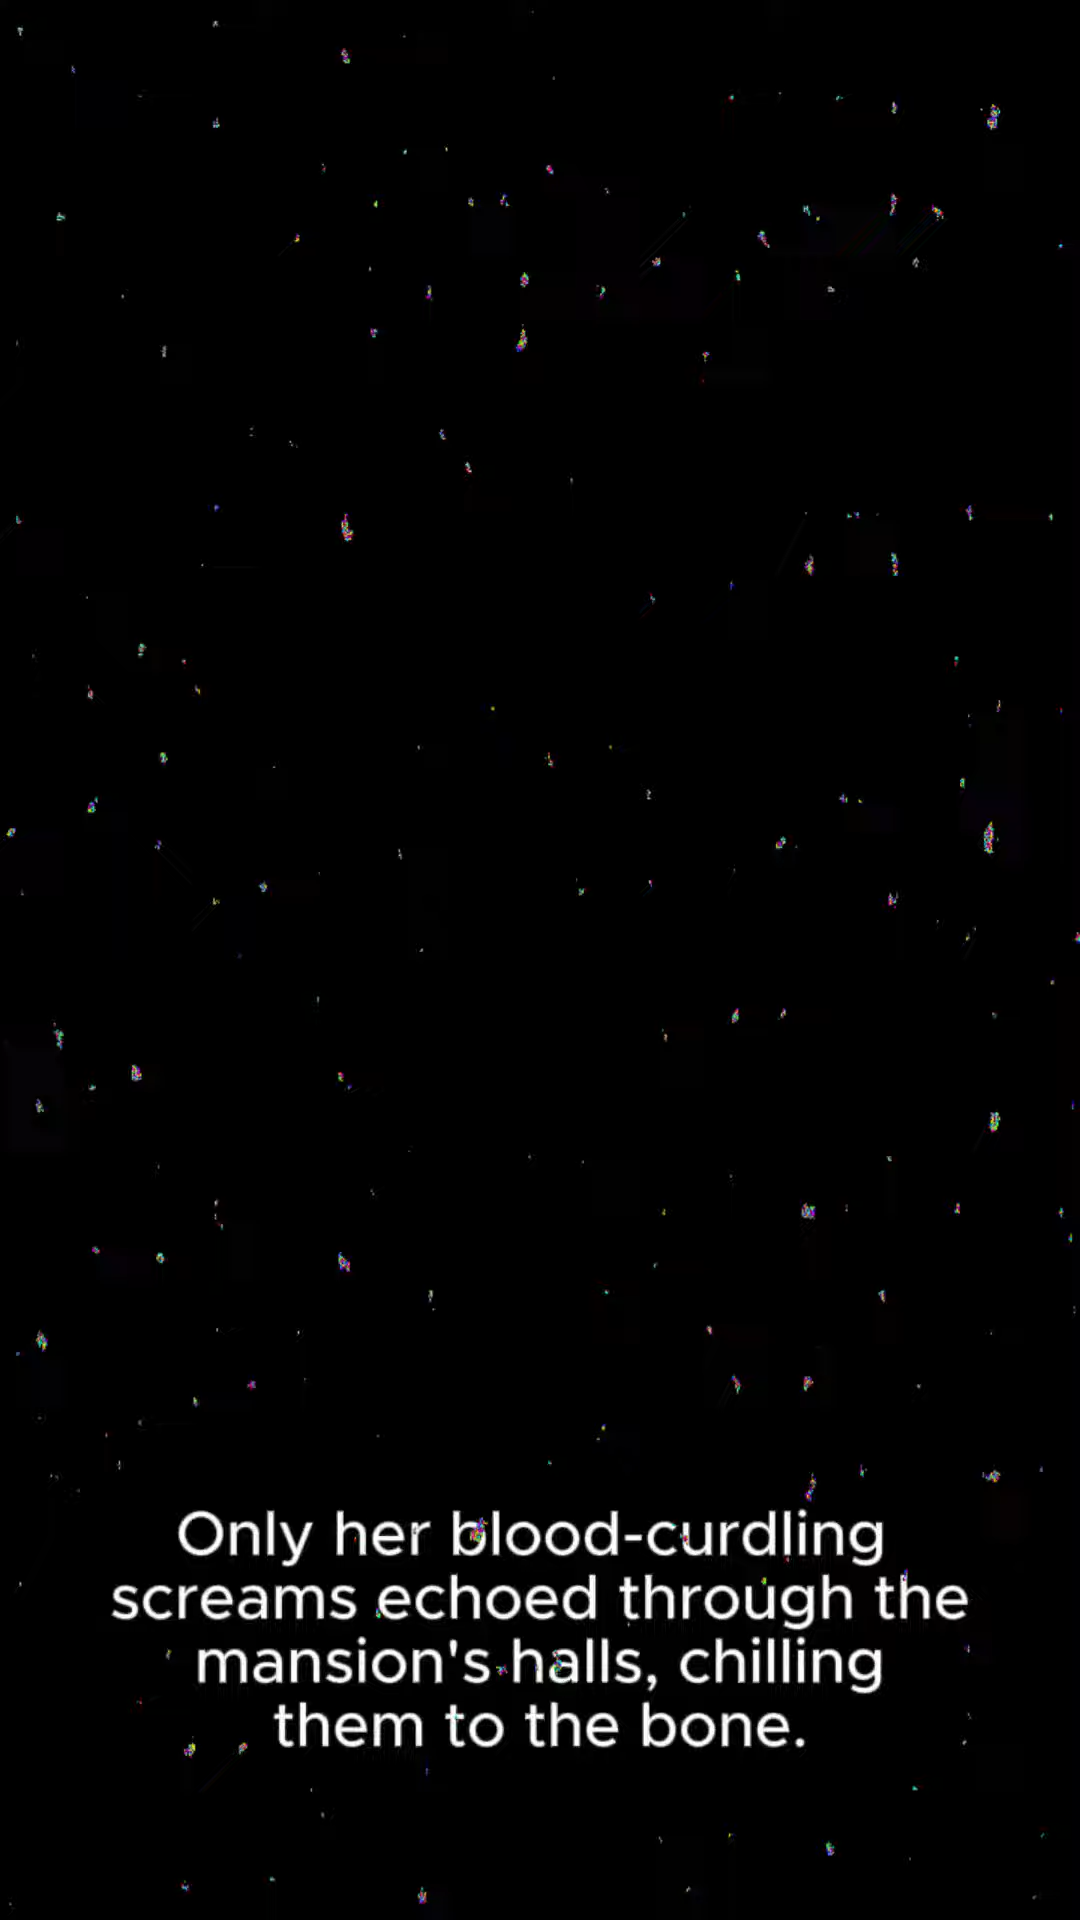 Only her blood-curdling
screams echoed through the
mansion's halls, chilling
them to the bone.